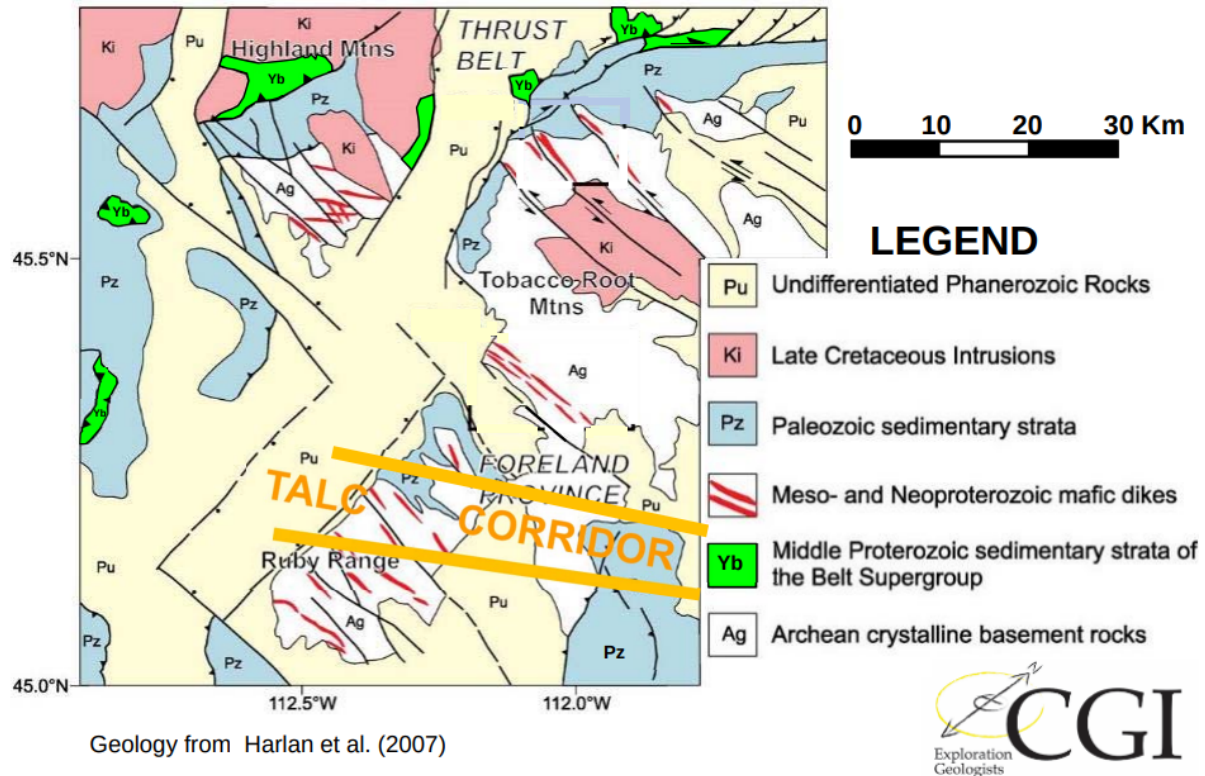 Ki
Pu
Ki
Highland Mtns
Yb
Pz
Ki
Ag
THRUST
BELT
Yb
Yb
Pz
Ag
Pu
Pu
0 10 20 30 Km
Yb
Pz
Pz
Yb
Pz
Ki
Ag
45.5°N
Tobacco Root
Mtns
Ag
LEGEND
Pu Undifferentiated Phanerozoic Rocks
Ki Late Cretaceous Intrusions
Pz Paleozoic sedimentary strata
Meso- and Neoproterozoic mafic dikes
Yb Middle Proterozoic sedimentary strata of
the Belt Supergroup
Ag Archean crystalline basement rocks
Pu
Pz
FORELAND
PROVINCE
Pu
TALC
CORRIDOR
Ruby Range
Pu
Pu
Ag
Pz
Pz
Pz
45.0°N
112.5°W
112.0°W
Geology from Harlan et al. (2007)
N
CGI
Exploration
Geologists